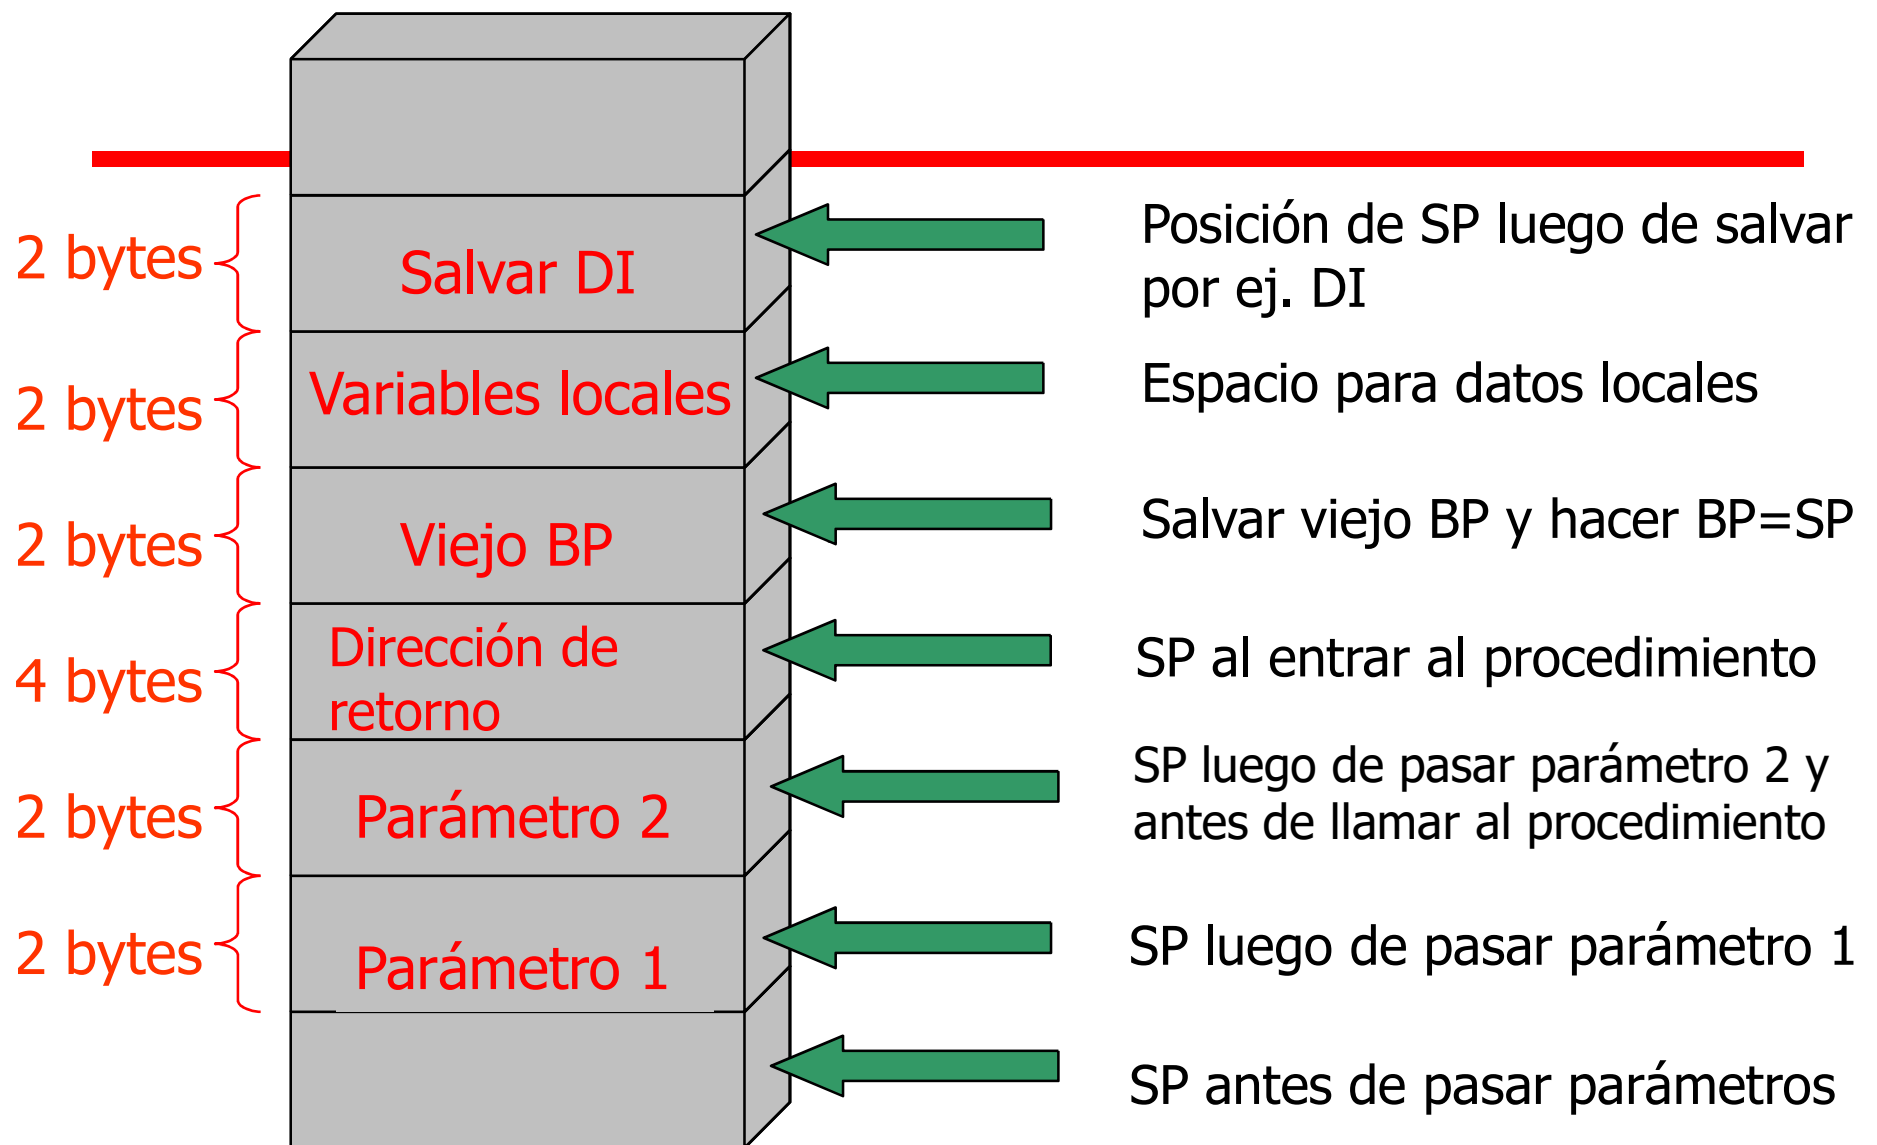 2 bytes
Salvar DI
Posición de SP luego de salvar
por ej. DI
2 bytes
Variables locales
Espacio para datos locales
2 bytes
Viejo BP
Salvar viejo BP y hacer BP=SP
4 bytes
Dirección de
retorno
SP al entrar al procedimiento
2 bytes
Parámetro 2
SP luego de pasar parámetro 2 y
antes de llamar al procedimiento
2 bytes
Parámetro 1
SP luego de pasar parámetro 1
SP antes de pasar parámetros